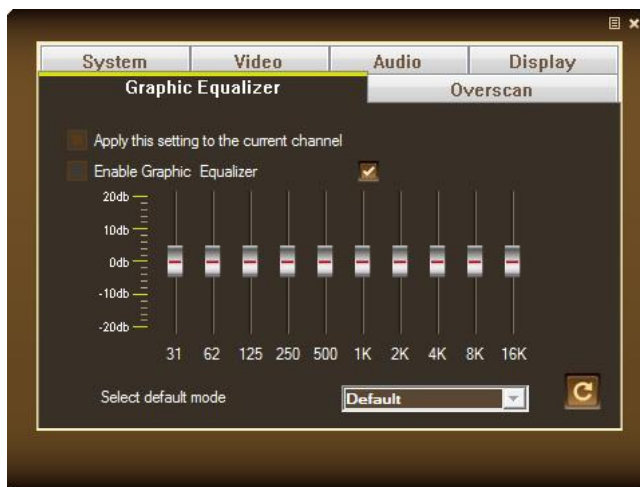 System Video Audio Display
Graphic Equalizer Overscan
Apply this setting to the current channel
Enable Graphic Equalizer
20db
10db
0db
-10db
-20db
31 62 125 250 500 1K 2K 4K 8K 16K
Select default mode Default